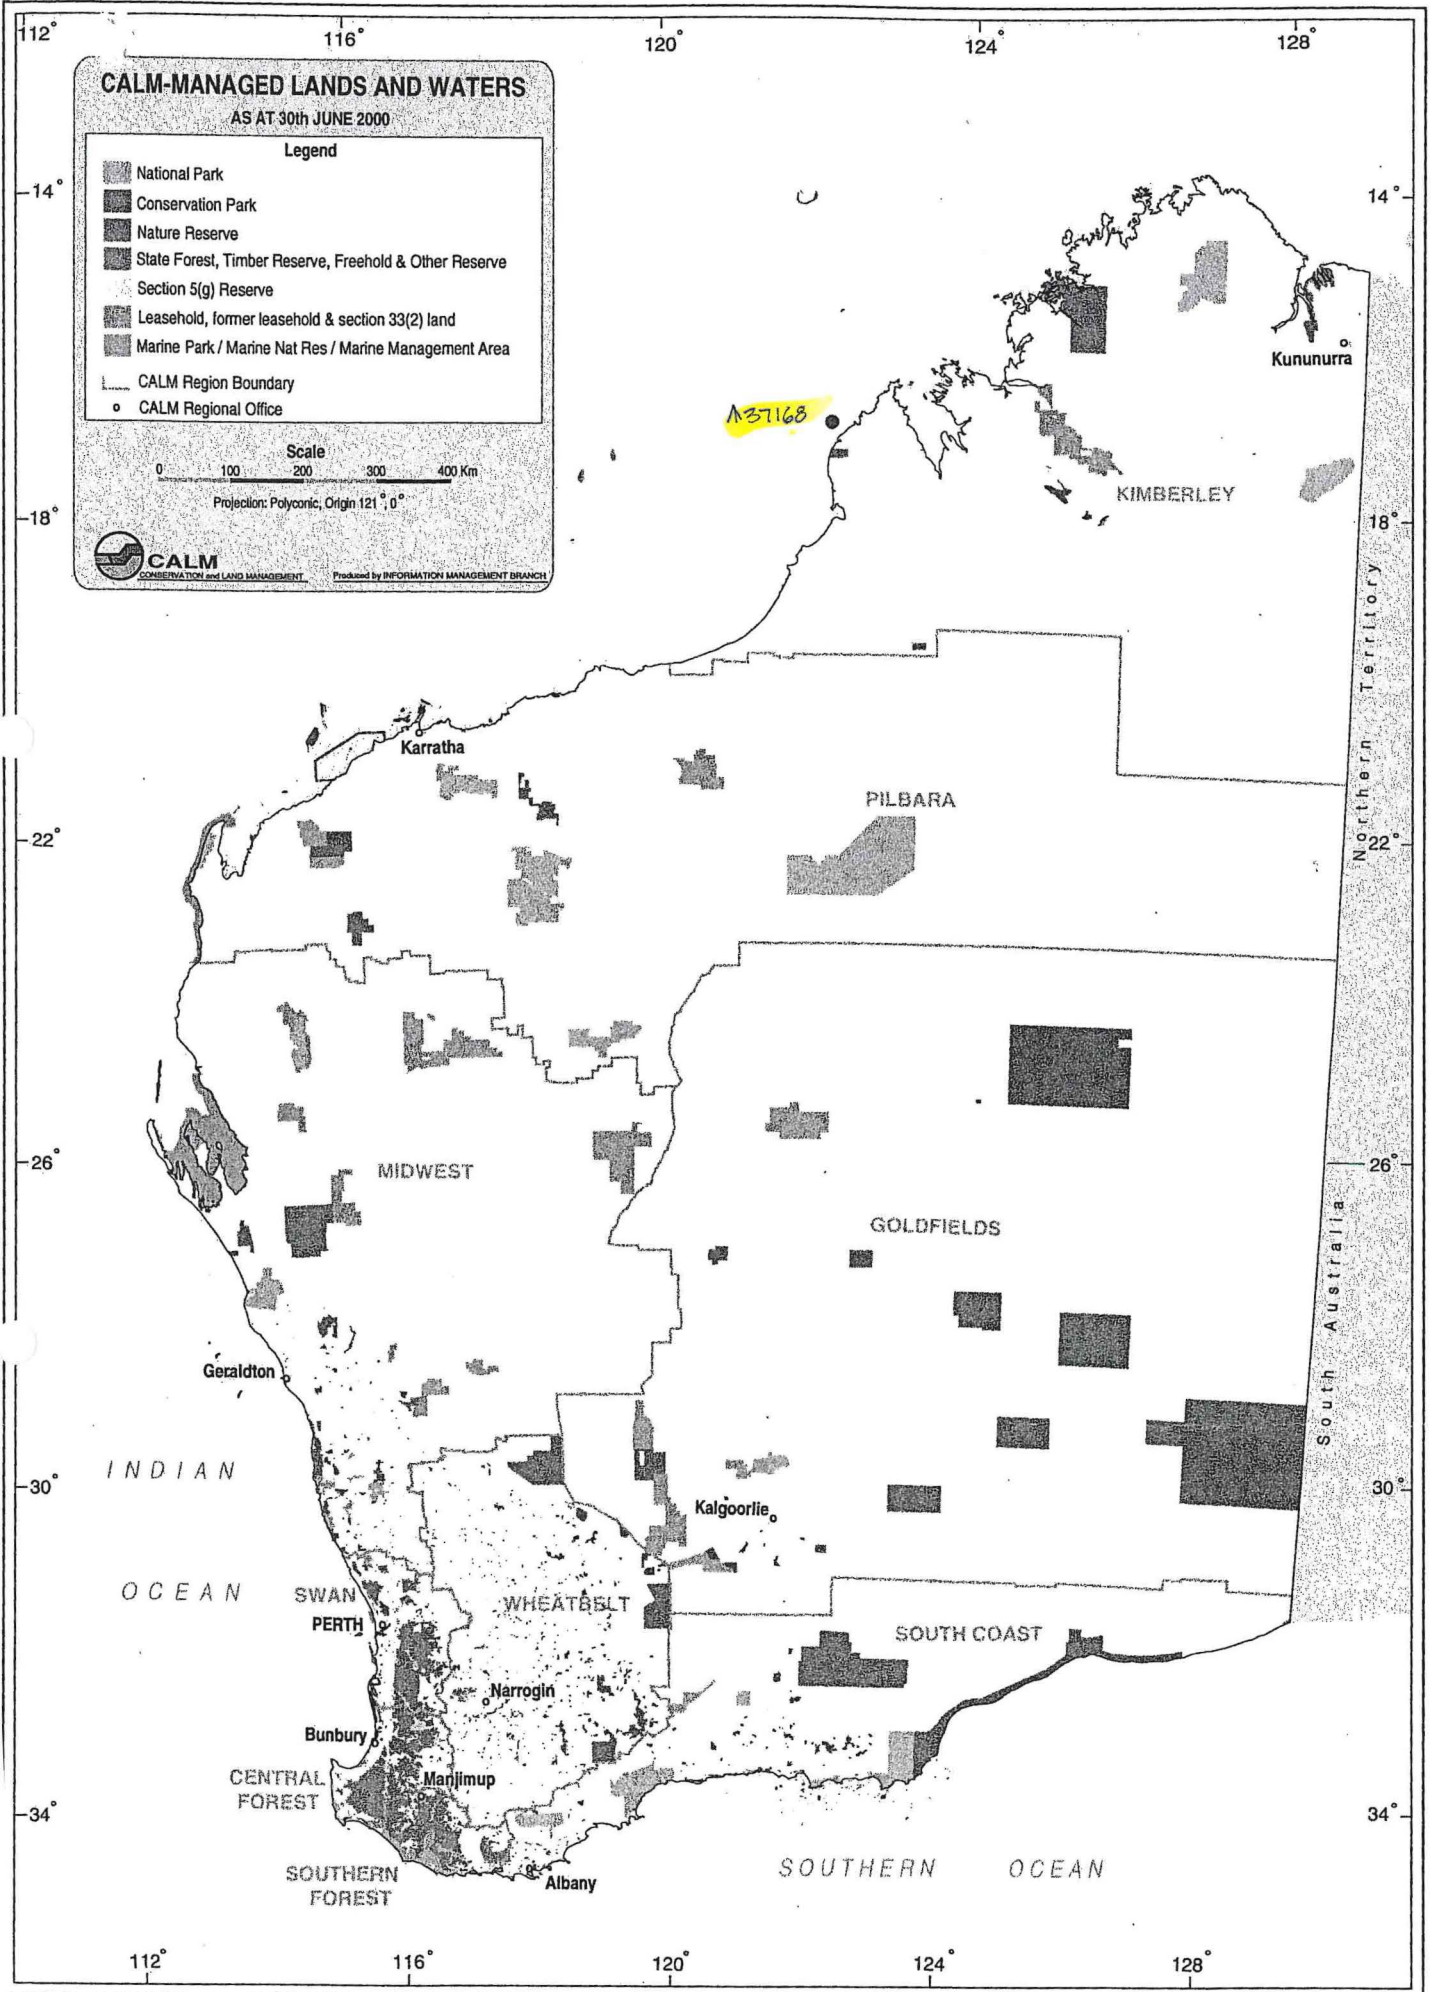 112°
116°
120°
124°
128°
CALM-MANAGED LANDS AND WATERS
AS AT 30th JUNE 2000
Legend
National Park
Conservation Park
Nature Reserve
State Forest, Timber Reserve, Freehold & Other Reserve
Section 5(g) Reserve
Leasehold, former leasehold & section 33(2) land
Marine Park / Marine Nat Res / Marine Management Area
CALM Region Boundary
CALM Regional Office
Scale
0 100 200 300 400 Km
Projection: Polyconic, Origin 121°, 0°
CALM
CONSERVATION and LAND MANAGEMENT
Produced by INFORMATION MANAGEMENT BRANCH
14°
14°
Kununurra
37168
KIMBERLEY
18°
18°
Northern Territory
Karratha
PILBARA
22°
22°
26°
26°
MIDWEST
GOLDFIELDS
South Australia
Geraldton
INDIAN
OCEAN
30°
30°
Kalgoorlie
SWAN
PERTH
WHEATBELT
SOUTH COAST
Narrogin
Bunbury
CENTRAL
FOREST
Manjimup
34°
34°
SOUTHERN
FOREST
Albany
SOUTHERN OCEAN
112°
116°
120°
124°
128°